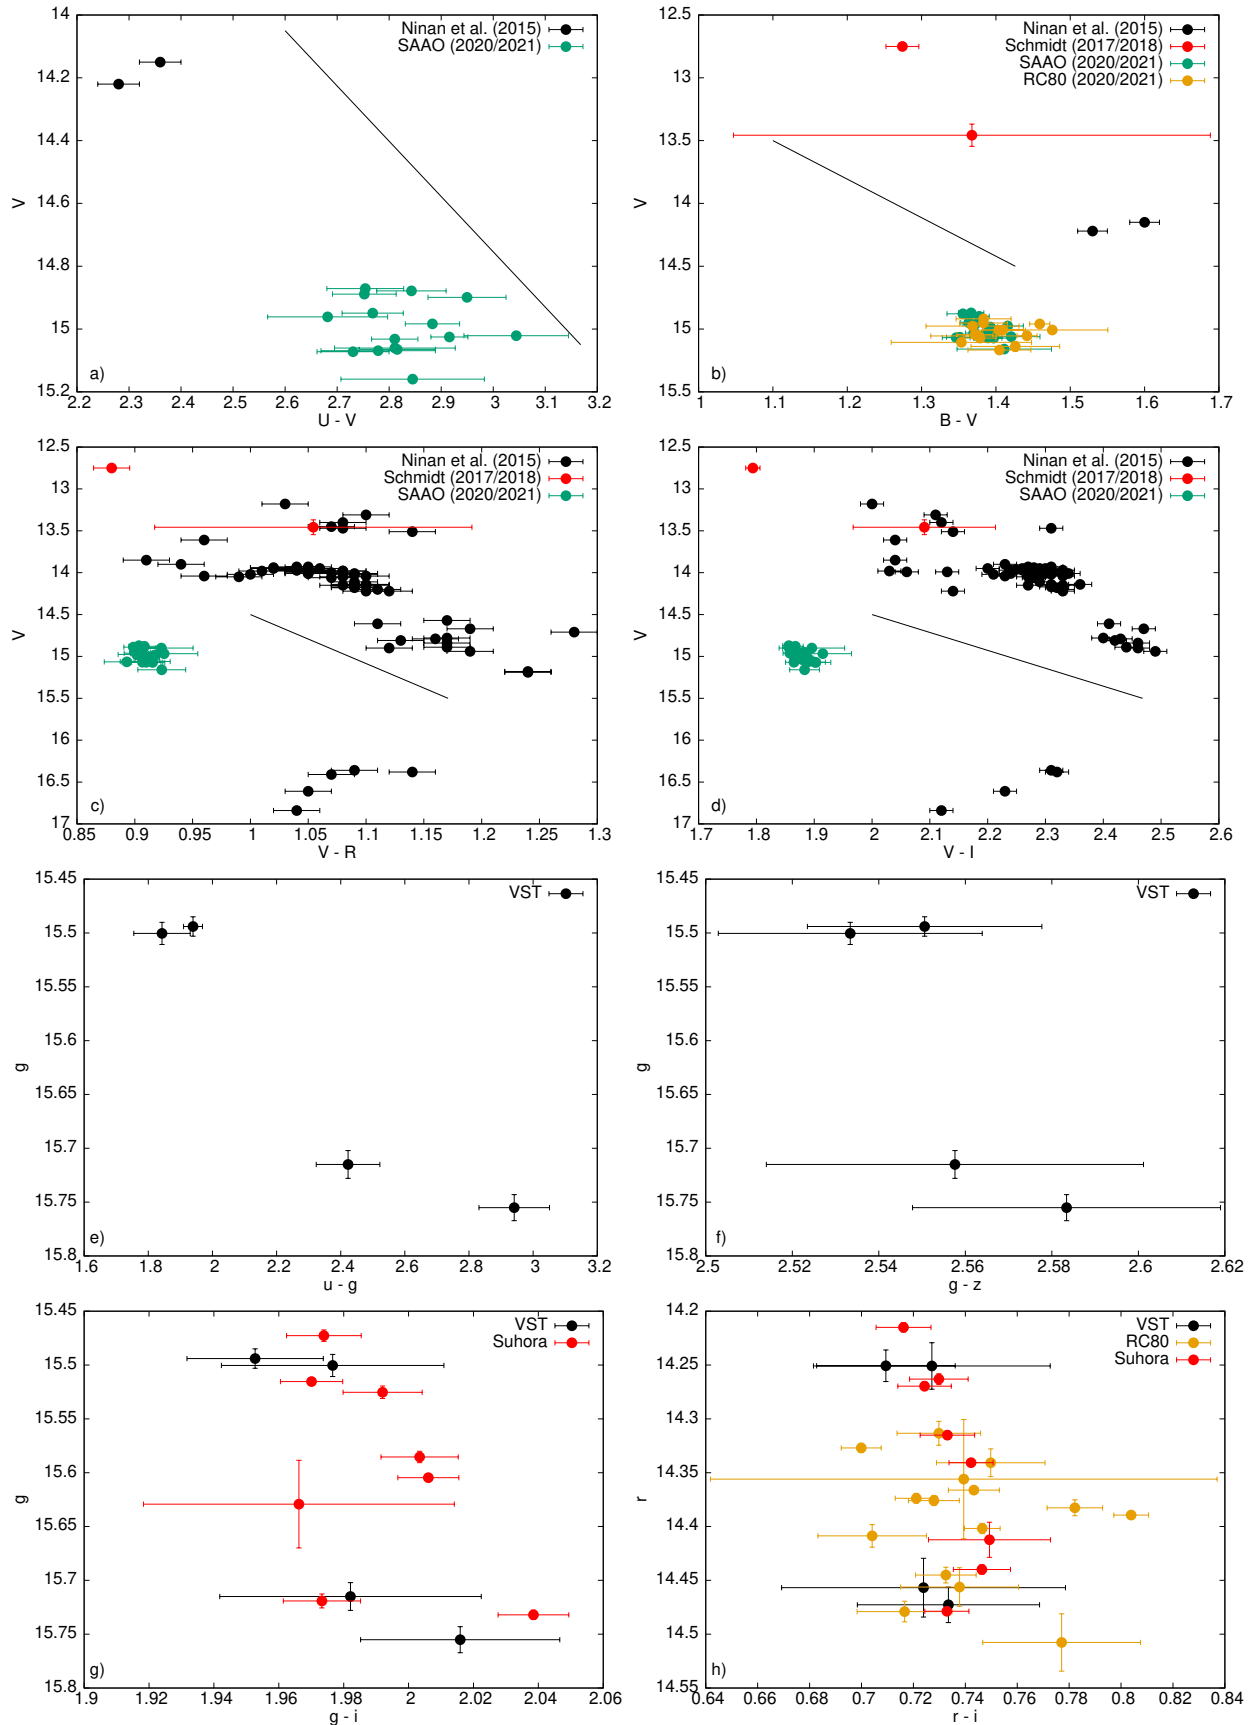 14
14.2
14.4
14.6
14.8
15
15.2
V
2.2 2.3 2.4 2.5 2.6 2.7 2.8 2.9 3 3.1 3.2
U - V
a)
Ninan et al. (2015)
SAAO (2020/2021)
12.5
13
13.5
14
14.5
15
15.5
V
1 1.1 1.2 1.3 1.4 1.5 1.6 1.7
B - V
b)
Ninan et al. (2015)
Schmidt (2017/2018)
SAAO (2020/2021)
RC80 (2020/2021)
12.5
13
13.5
14
14.5
15
15.5
16
16.5
17
V
0.85 0.9 0.95 1 1.05 1.1 1.15 1.2 1.25 1.3
V - R
c)
Ninan et al. (2015)
Schmidt (2017/2018)
SAAO (2020/2021)
12.5
13
13.5
14
14.5
15
15.5
16
16.5
17
V
1.7 1.8 1.9 2 2.1 2.2 2.3 2.4 2.5 2.6
V - I
d)
Ninan et al. (2015)
Schmidt (2017/2018)
SAAO (2020/2021)
15.45
15.5
15.55
15.6
15.65
15.7
15.75
15.8
g
1.6 1.8 2 2.2 2.4 2.6 2.8 3 3.2
u - g
e)
VST
15.45
15.5
15.55
15.6
15.65
15.7
15.75
15.8
g
2.5 2.52 2.54 2.56 2.58 2.6 2.62
g - z
f)
VST
15.45
15.5
15.55
15.6
15.65
15.7
15.75
15.8
g
1.9 1.92 1.94 1.96 1.98 2 2.02 2.04 2.06
g - i
g)
VST
Suhora
14.2
14.25
14.3
14.35
14.4
14.45
14.5
14.55
r
0.64 0.66 0.68 0.7 0.72 0.74 0.76 0.78 0.8 0.82 0.84
r - i
h)
VST
RC80
Suhora